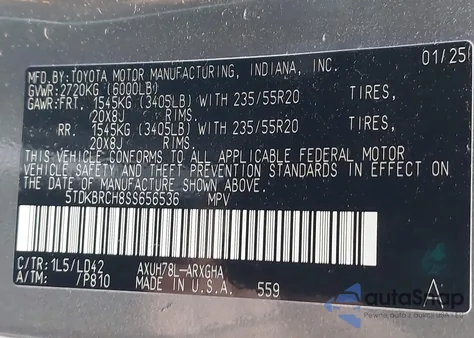 MFD.BY:TOYOTA MOTOR MANUFACTURING, INDIANA, INC. 01/25
GVWR:2720KG (6000LB)
GAWR:FRT. 1545KG (3405LB) WITH 235/55R20 TIRES,
20X8J RIMS.
RR. 1545KG (3405LB) WITH 235/55R20 TIRES,
20X8J RIMS.
THIS VEHICLE CONFORMS TO ALL APPLICABLE FEDERAL MOTOR
VEHICLE SAFETY AND THEFT PREVENTION STANDARDS IN EFFECT ON
THE DATE OF MANUFACTURE SHOWN ABOVE.
5TDKBRCH8SS656536 MPV
C/TR:1L5/LD42 AXUH78L-ARXGHA
A/TM: /P810 MADE IN U.S.A. 559 A
autoSnap